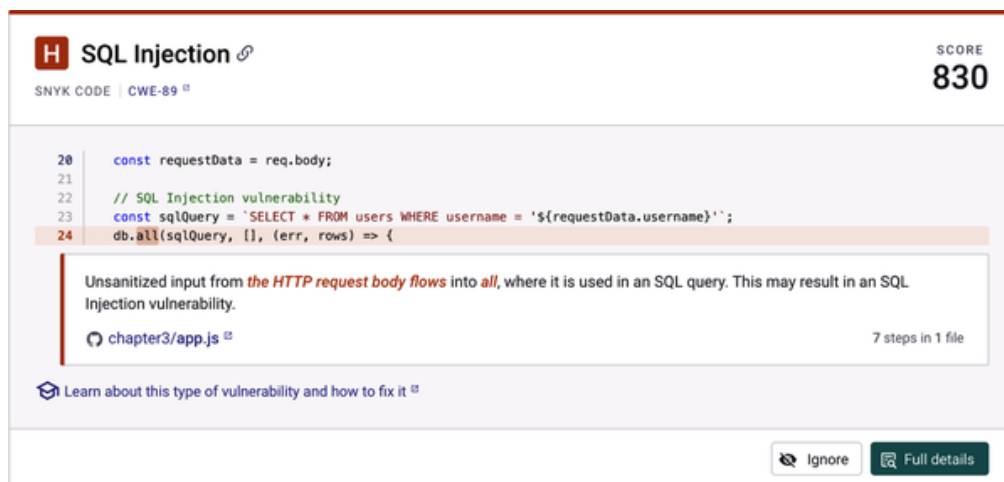 H SQL Injection
SCORE
830
SNYK CODE | CWE-89
20 const requestData = req.body;
21
22 // SQL Injection vulnerability
23 const sqlQuery = `SELECT * FROM users WHERE username = '${requestData.username}'`;
24 db.all(sqlQuery, [], (err, rows) => {
Unsanitized input from the HTTP request body flows into all, where it is used in an SQL query. This may result in an SQL
Injection vulnerability.
chapter3/app.js
7 steps in 1 file
Learn about this type of vulnerability and how to fix it
Ignore
Full details